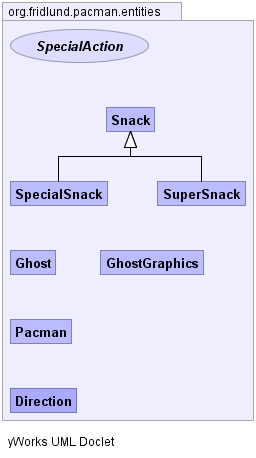 org.fridlund.pacman.entities
SpecialAction
Snack
SpecialSnack SuperSnack
Ghost GhostGraphics
Pacman
Direction
yWorks UML Doclet